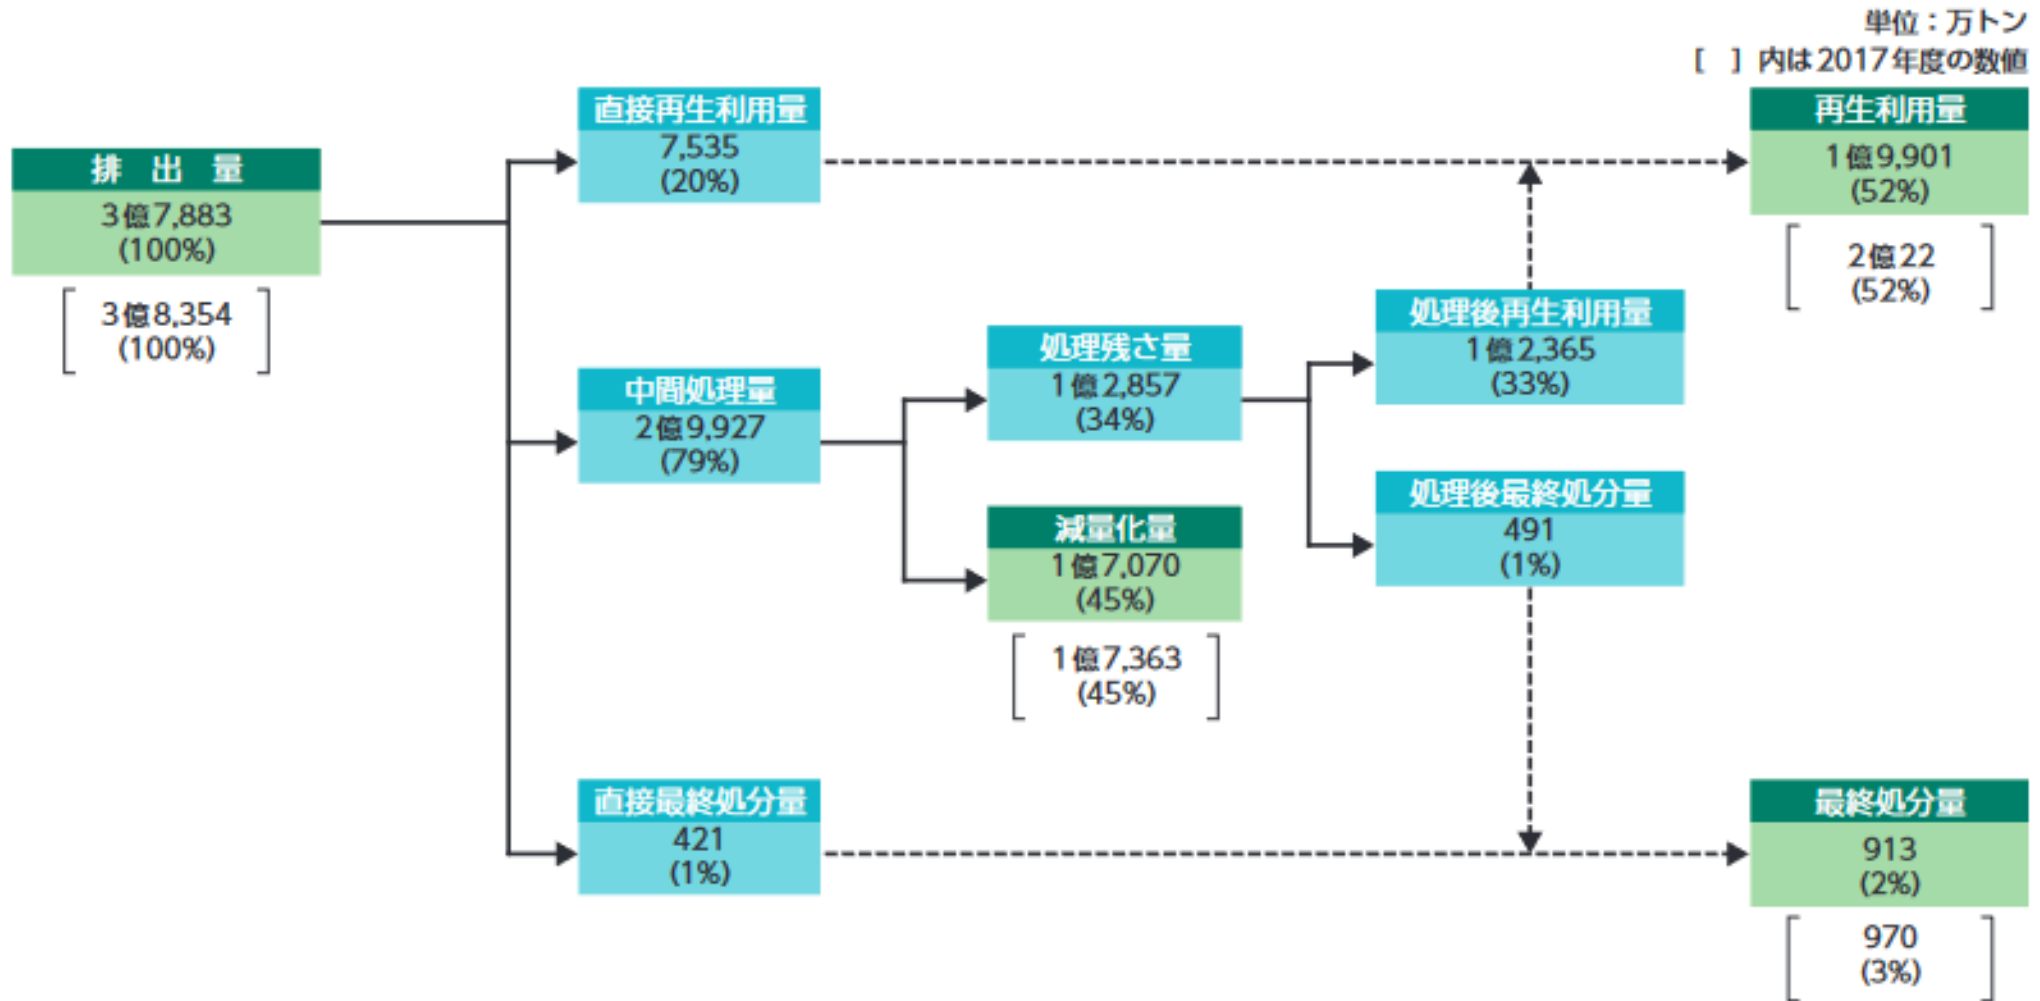 単位：万トン
[ ] 内は2017年度の数値
排 出 量
3億7,883
(100%)
3億8,354
(100%)
直接再生利用量
7,535
(20%)
中間処理量
2億9,927
(79%)
直接最終処分量
421
(1%)
処理残さ量
1億2,857
(34%)
減量化量
1億7,070
(45%)
1億7,363
(45%)
処理後再生利用量
1億2,365
(33%)
処理後最終処分量
491
(1%)
再生利用量
1億9,901
(52%)
2億22
(52%)
最終処分量
913
(2%)
970
(3%)